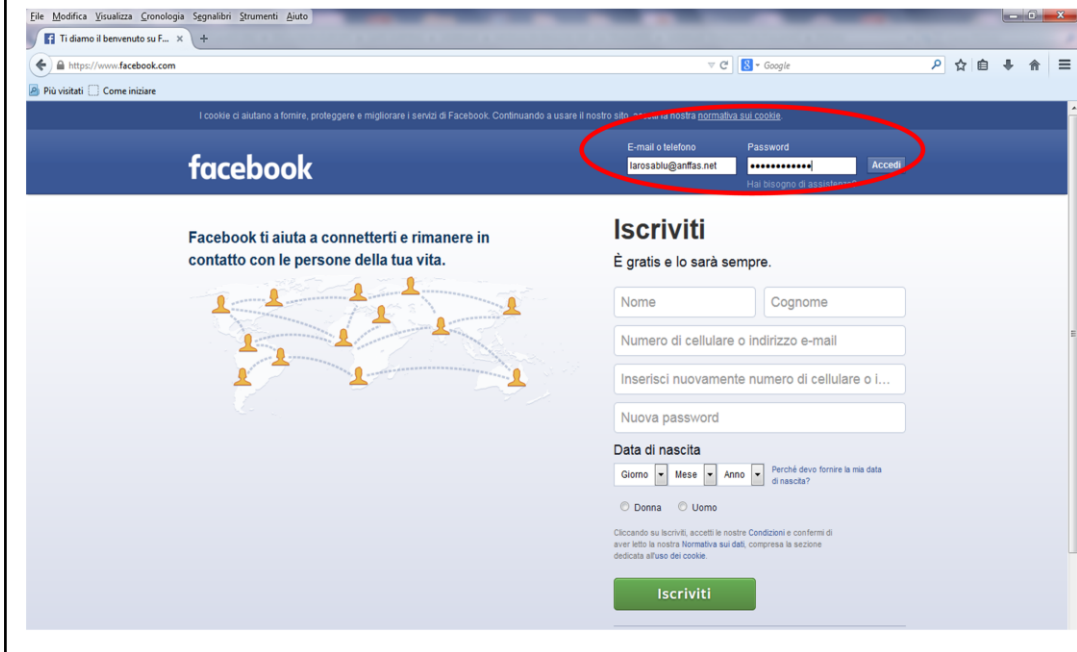 File Modifica Visualizza Cronologia Segnalibri Strumenti Aiuto
Ti diamo il benvenuto su F... × +
https://www.facebook.com
Google
Più visitati Come iniziare
I cookie ci aiutano a fornire, proteggere e migliorare i servizi di Facebook. Continuando a usare il nostro sito, la nostra normativa sui cookie.
facebook
E-mail o telefono Password
larosablu@anffas.net •••••••••••• Accedi
Hai bisogno di assistenza?
Facebook ti aiuta a connetterti e rimanere in
contatto con le persone della tua vita.
Iscriviti
È gratis e lo sarà sempre.
Nome Cognome
Numero di cellulare o indirizzo e-mail
Inserisci nuovamente numero di cellulare o i...
Nuova password
Data di nascita
Giorno Mese Anno Perché devo fornire la mia data
di nascita?
Donna Uomo
Cliccando su Iscriviti, accetti le nostre Condizioni e confermi di
aver letto la nostra Normativa sui dati, compresa la sezione
dedicata all'uso dei cookie.
Iscriviti